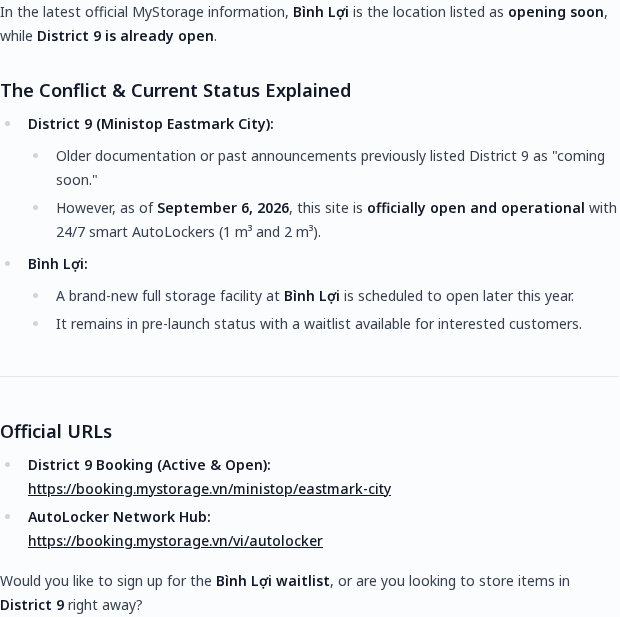 In the latest official MyStorage information, Bình Lợi is the location listed as opening soon,
while District 9 is already open.
The Conflict & Current Status Explained
District 9 (Ministop Eastmark City):
Older documentation or past announcements previously listed District 9 as "coming
soon."
However, as of September 6, 2026, this site is officially open and operational with
24/7 smart AutoLockers (1 m³ and 2 m³).
Bình Lợi:
A brand-new full storage facility at Bình Lợi is scheduled to open later this year.
It remains in pre-launch status with a waitlist available for interested customers.
Official URLs
District 9 Booking (Active & Open):
https://booking.mystorage.vn/ministop/eastmark-city
AutoLocker Network Hub:
https://booking.mystorage.vn/vi/autolocker
Would you like to sign up for the Bình Lợi waitlist, or are you looking to store items in
District 9 right away?